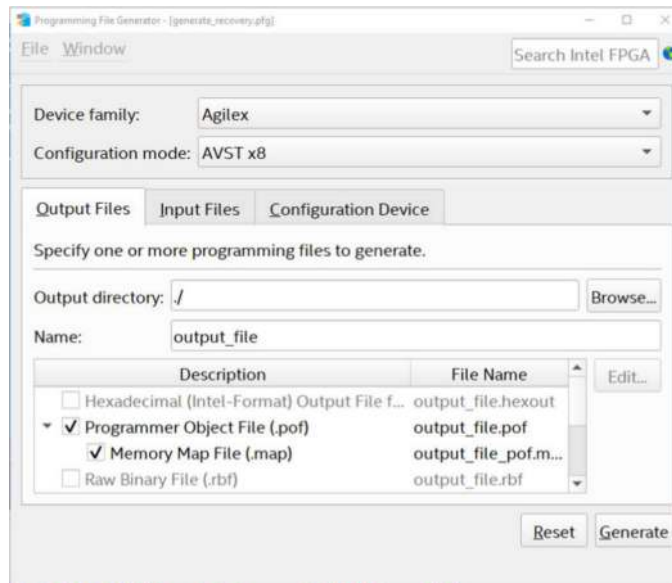 Programming File Generator - [generate_recovery.pfg]
File Window
Search Intel FPGA
Device family: Agilex
Configuration mode: AVST x8
Output Files Input Files Configuration Device
Specify one or more programming files to generate.
Output directory: ./ Browse...
Name: output_file
Description File Name Edit...
Hexadecimal (Intel-Format) Output File f... output_file.hexout
Programmer Object File (.pof) output_file.pof
Memory Map File (.map) output_file_pof.m...
Raw Binary File (.rbf) output_file.rbf
Reset Generate